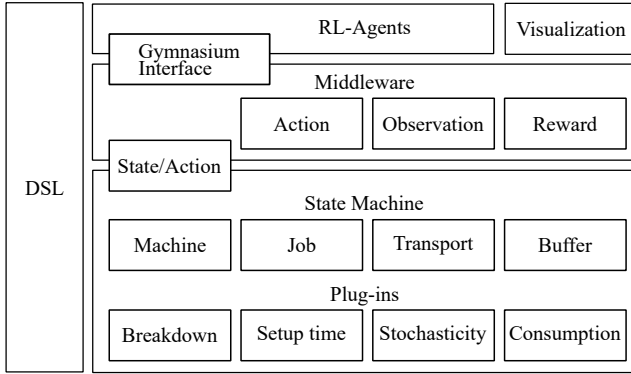 RL-Agents
Visualization
Gymnasium
Interface
Middleware
Action
Observation
Reward
State/Action
DSL
State Machine
Machine
Job
Transport
Buffer
Plug-ins
Breakdown
Setup time
Stochasticity
Consumption